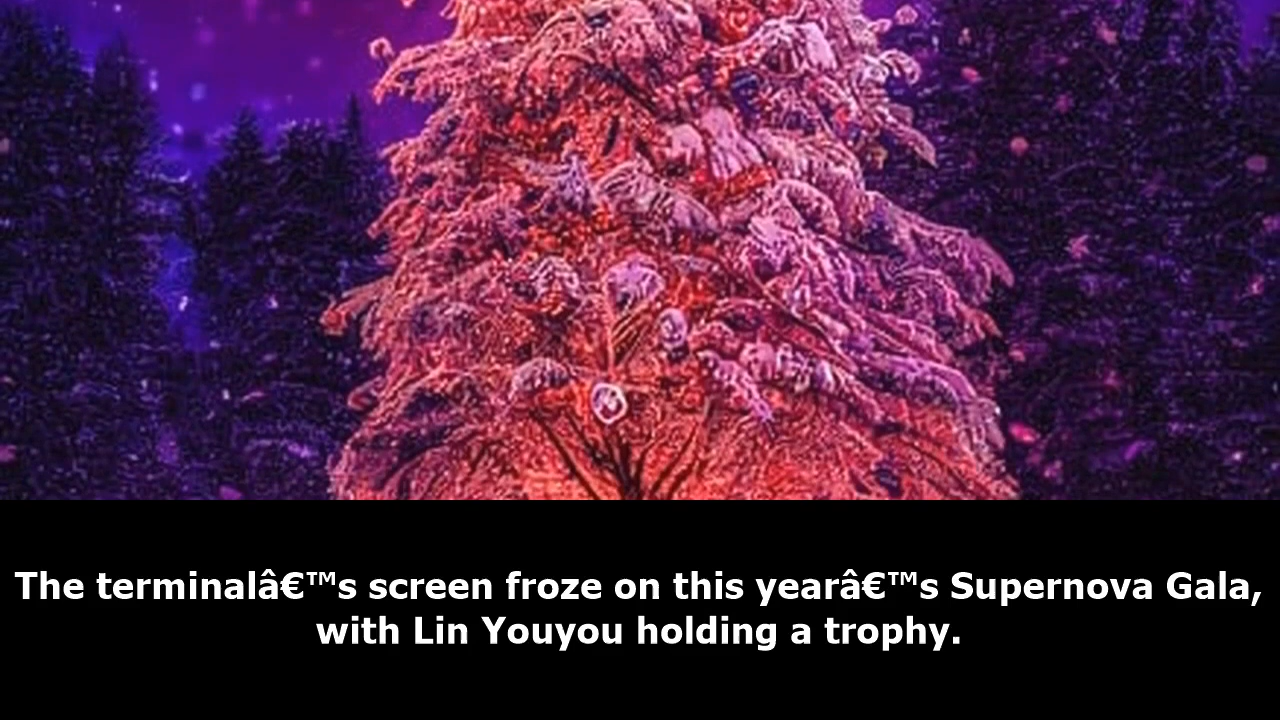 The terminalâ€™s screen froze on this yearâ€™s Supernova Gala,
with Lin Youyou holding a trophy.